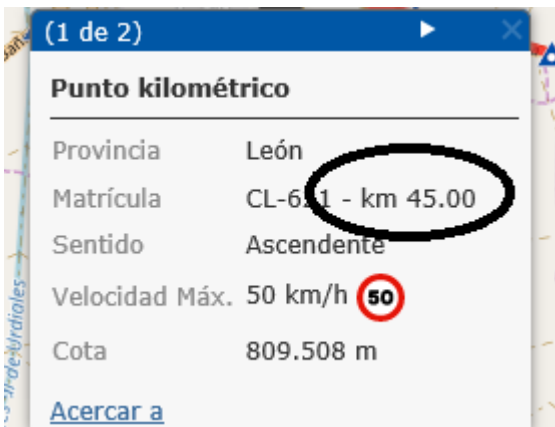 (1 de 2)
Punto kilométrico
Provincia León
Matrícula - km 45.00
Sentido Ascendente
Velocidad Máx. 50 km/h 50
Cota 809.508 m
Acercar a